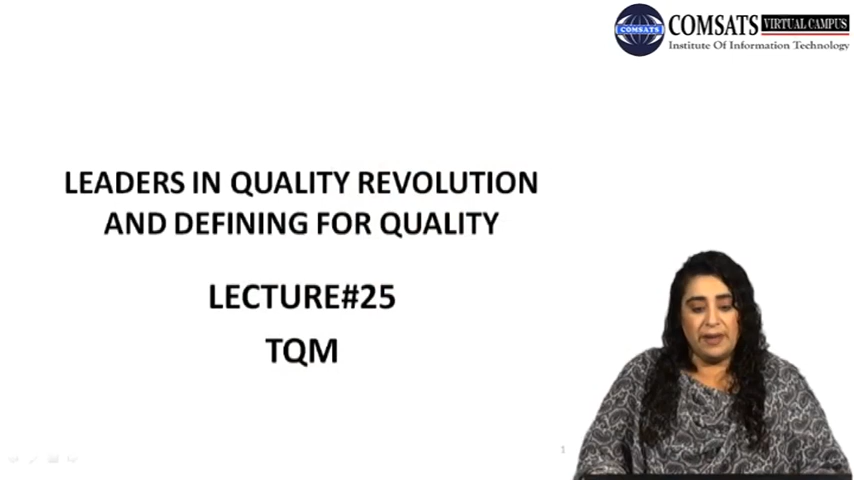 COMSATS VIRTUAL CAMPUS
COMSATS
Institute Of Information Technology
LEADERS IN QUALITY REVOLUTION
AND DEFINING FOR QUALITY
LECTURE#25
TQM
1